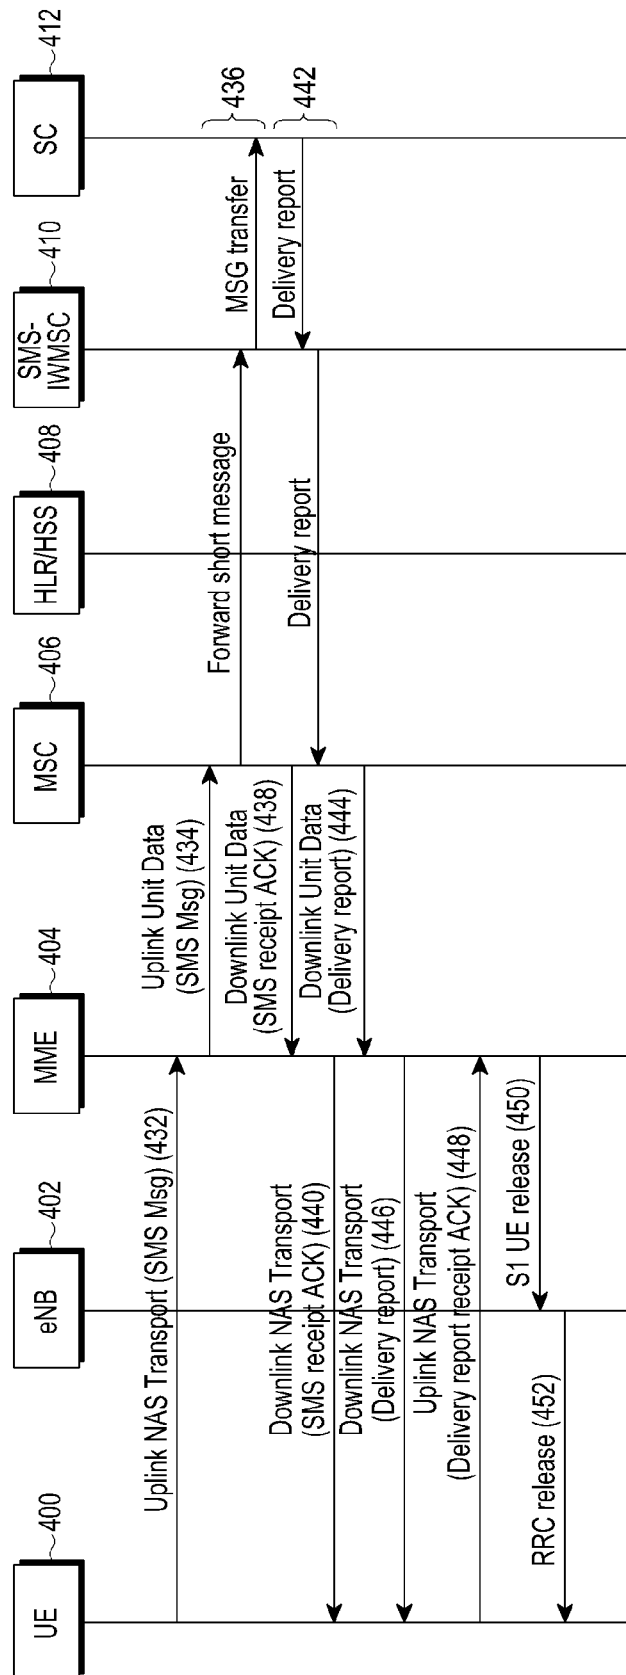 UE
400
eNB
402
MME
404
MSC
406
HLR/HSS
408
SMS-
IWMSC
410
SC
412
Uplink NAS Transport (SMS Msg) (432)
Uplink Unit Data
(SMS Msg) (434)
Forward short message
MSG transfer
436
Downlink Unit Data
(SMS receipt ACK) (438)
Delivery report
442
Delivery report
Downlink NAS Transport
(SMS receipt ACK) (440)
Downlink Unit Data
(Delivery report) (444)
Downlink NAS Transport
(Delivery report) (446)
Uplink NAS Transport
(Delivery report receipt ACK) (448)
S1 UE release (450)
RRC release (452)